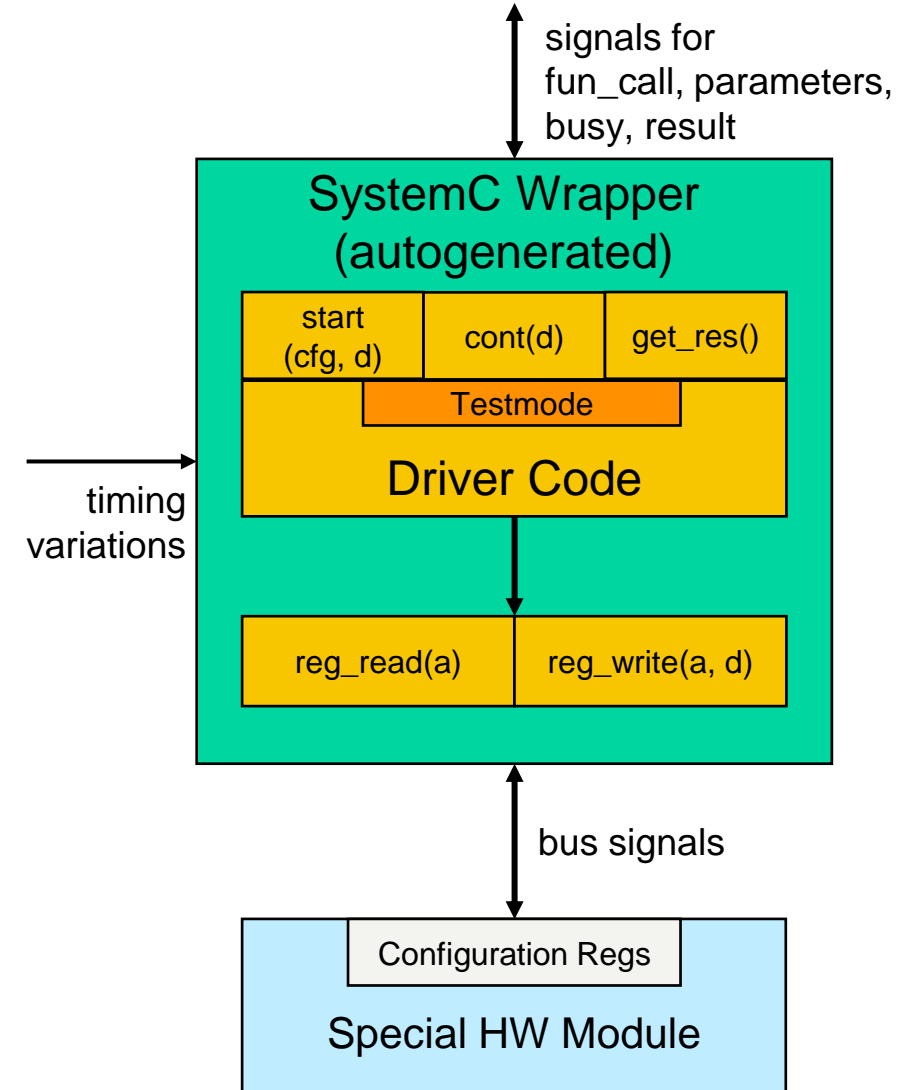 signals for
fun_call, parameters,
busy, result
SystemC Wrapper
(autogenerated)
start
(cfg, d)
cont(d)
get_res()
Testmode
Driver Code
timing
variations
reg_read(a)
reg_write(a, d)
bus signals
Configuration Regs
Special HW Module